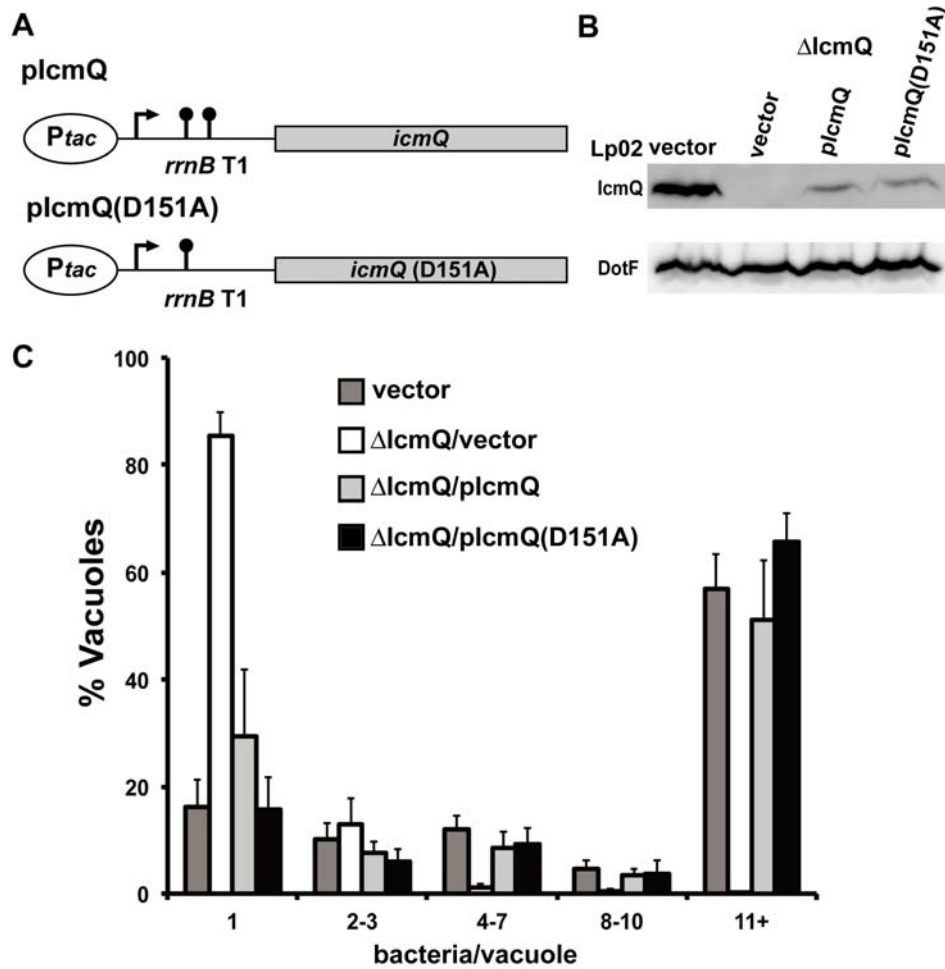 A
pIcmQ
Ptac
icmQ
rrnB T1
pIcmQ(D151A)
Ptac
icmQ (D151A)
rrnB T1
B
ΔIcmQ
Lp02 vector
vector
pIcmQ
pIcmQ(D151A)
IcmQ
DotF
C
100
80
60
40
20
0
% Vacuoles
vector
ΔIcmQ/vector
ΔIcmQ/pIcmQ
ΔIcmQ/pIcmQ(D151A)
1 2-3 4-7 8-10 11+
bacteria/vacuole